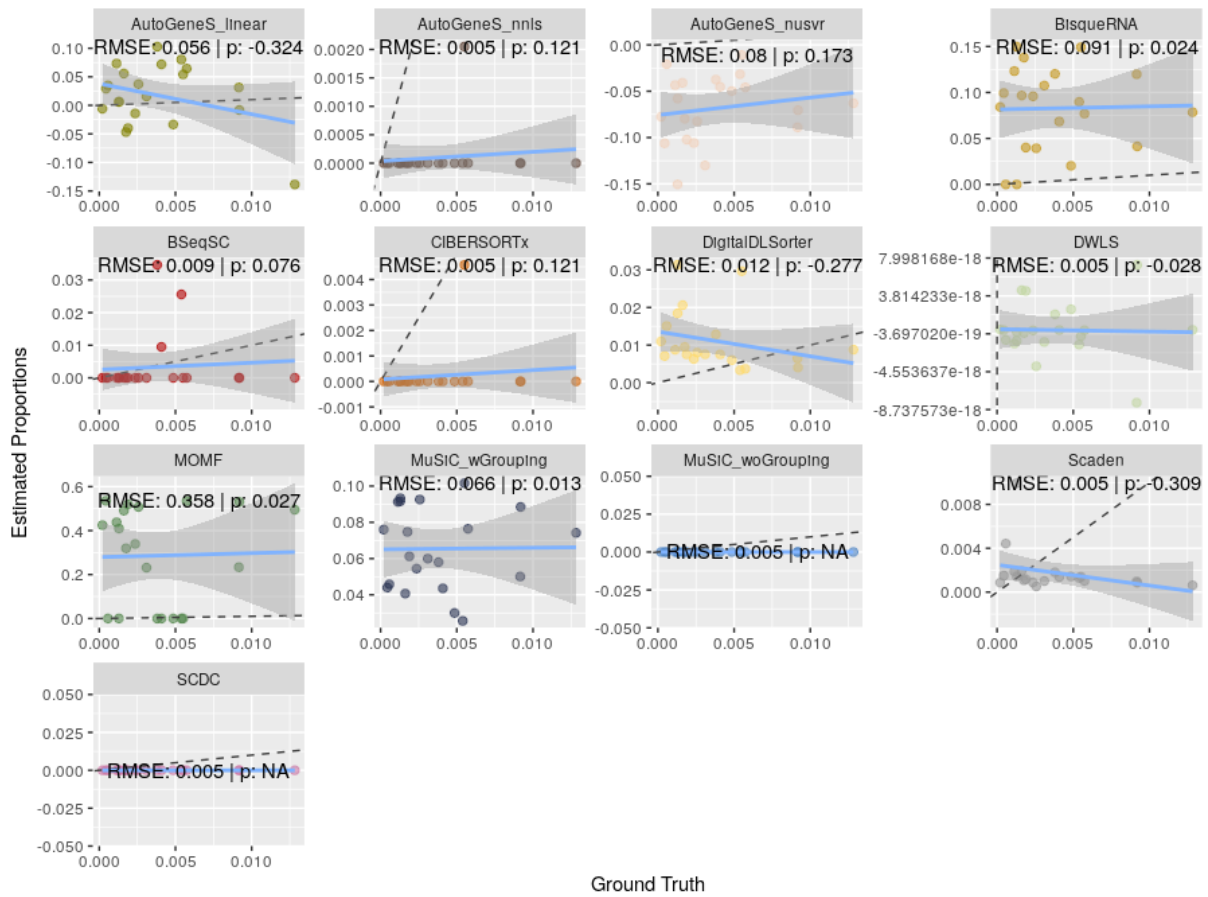 AutoGeneS_linear
RMSE: 0.056 | p: -0.324
0.10
0.05
0.00
-0.05
-0.10
-0.15
0.000 0.005 0.010
AutoGeneS_nnls
RMSE: 0.005 | p: 0.121
0.0020
0.0015
0.0010
0.0005
0.0000
0.000 0.005 0.010
AutoGeneS_nusvr
RMSE: 0.08 | p: 0.173
0.00
-0.05
-0.10
-0.15
0.000 0.005 0.010
BisqueRNA
RMSE: 0.091 | p: 0.024
0.15
0.10
0.05
0.00
0.000 0.005 0.010
BSeqSC
RMSE: 0.009 | p: 0.076
0.03
0.02
0.01
0.00
0.000 0.005 0.010
CIBERSORTx
RMSE: 0.005 | p: 0.121
0.004
0.003
0.002
0.001
0.000
-0.001
0.000 0.005 0.010
DigitalDLSorter
RMSE: 0.012 | p: -0.277
0.03
0.02
0.01
0.00
0.000 0.005 0.010
DWLS
RMSE: 0.005 | p: -0.028
7.998168e-18
3.814233e-18
-3.697020e-19
-4.553637e-18
-8.737573e-18
0.000 0.005 0.010
MOMF
RMSE: 0.358 | p: 0.027
0.6
0.4
0.2
0.0
0.000 0.005 0.010
MuSiC_wGrouping
RMSE: 0.066 | p: 0.013
0.10
0.08
0.06
0.04
0.000 0.005 0.010
MuSiC_woGrouping
RMSE: 0.005 | p: NA
0.050
0.025
0.000
-0.025
-0.050
0.000 0.005 0.010
Scaden
RMSE: 0.005 | p: -0.309
0.008
0.004
0.000
0.000 0.005 0.010
SCDC
RMSE: 0.005 | p: NA
0.050
0.025
0.000
-0.025
-0.050
0.000 0.005 0.010
Estimated Proportions
Ground Truth